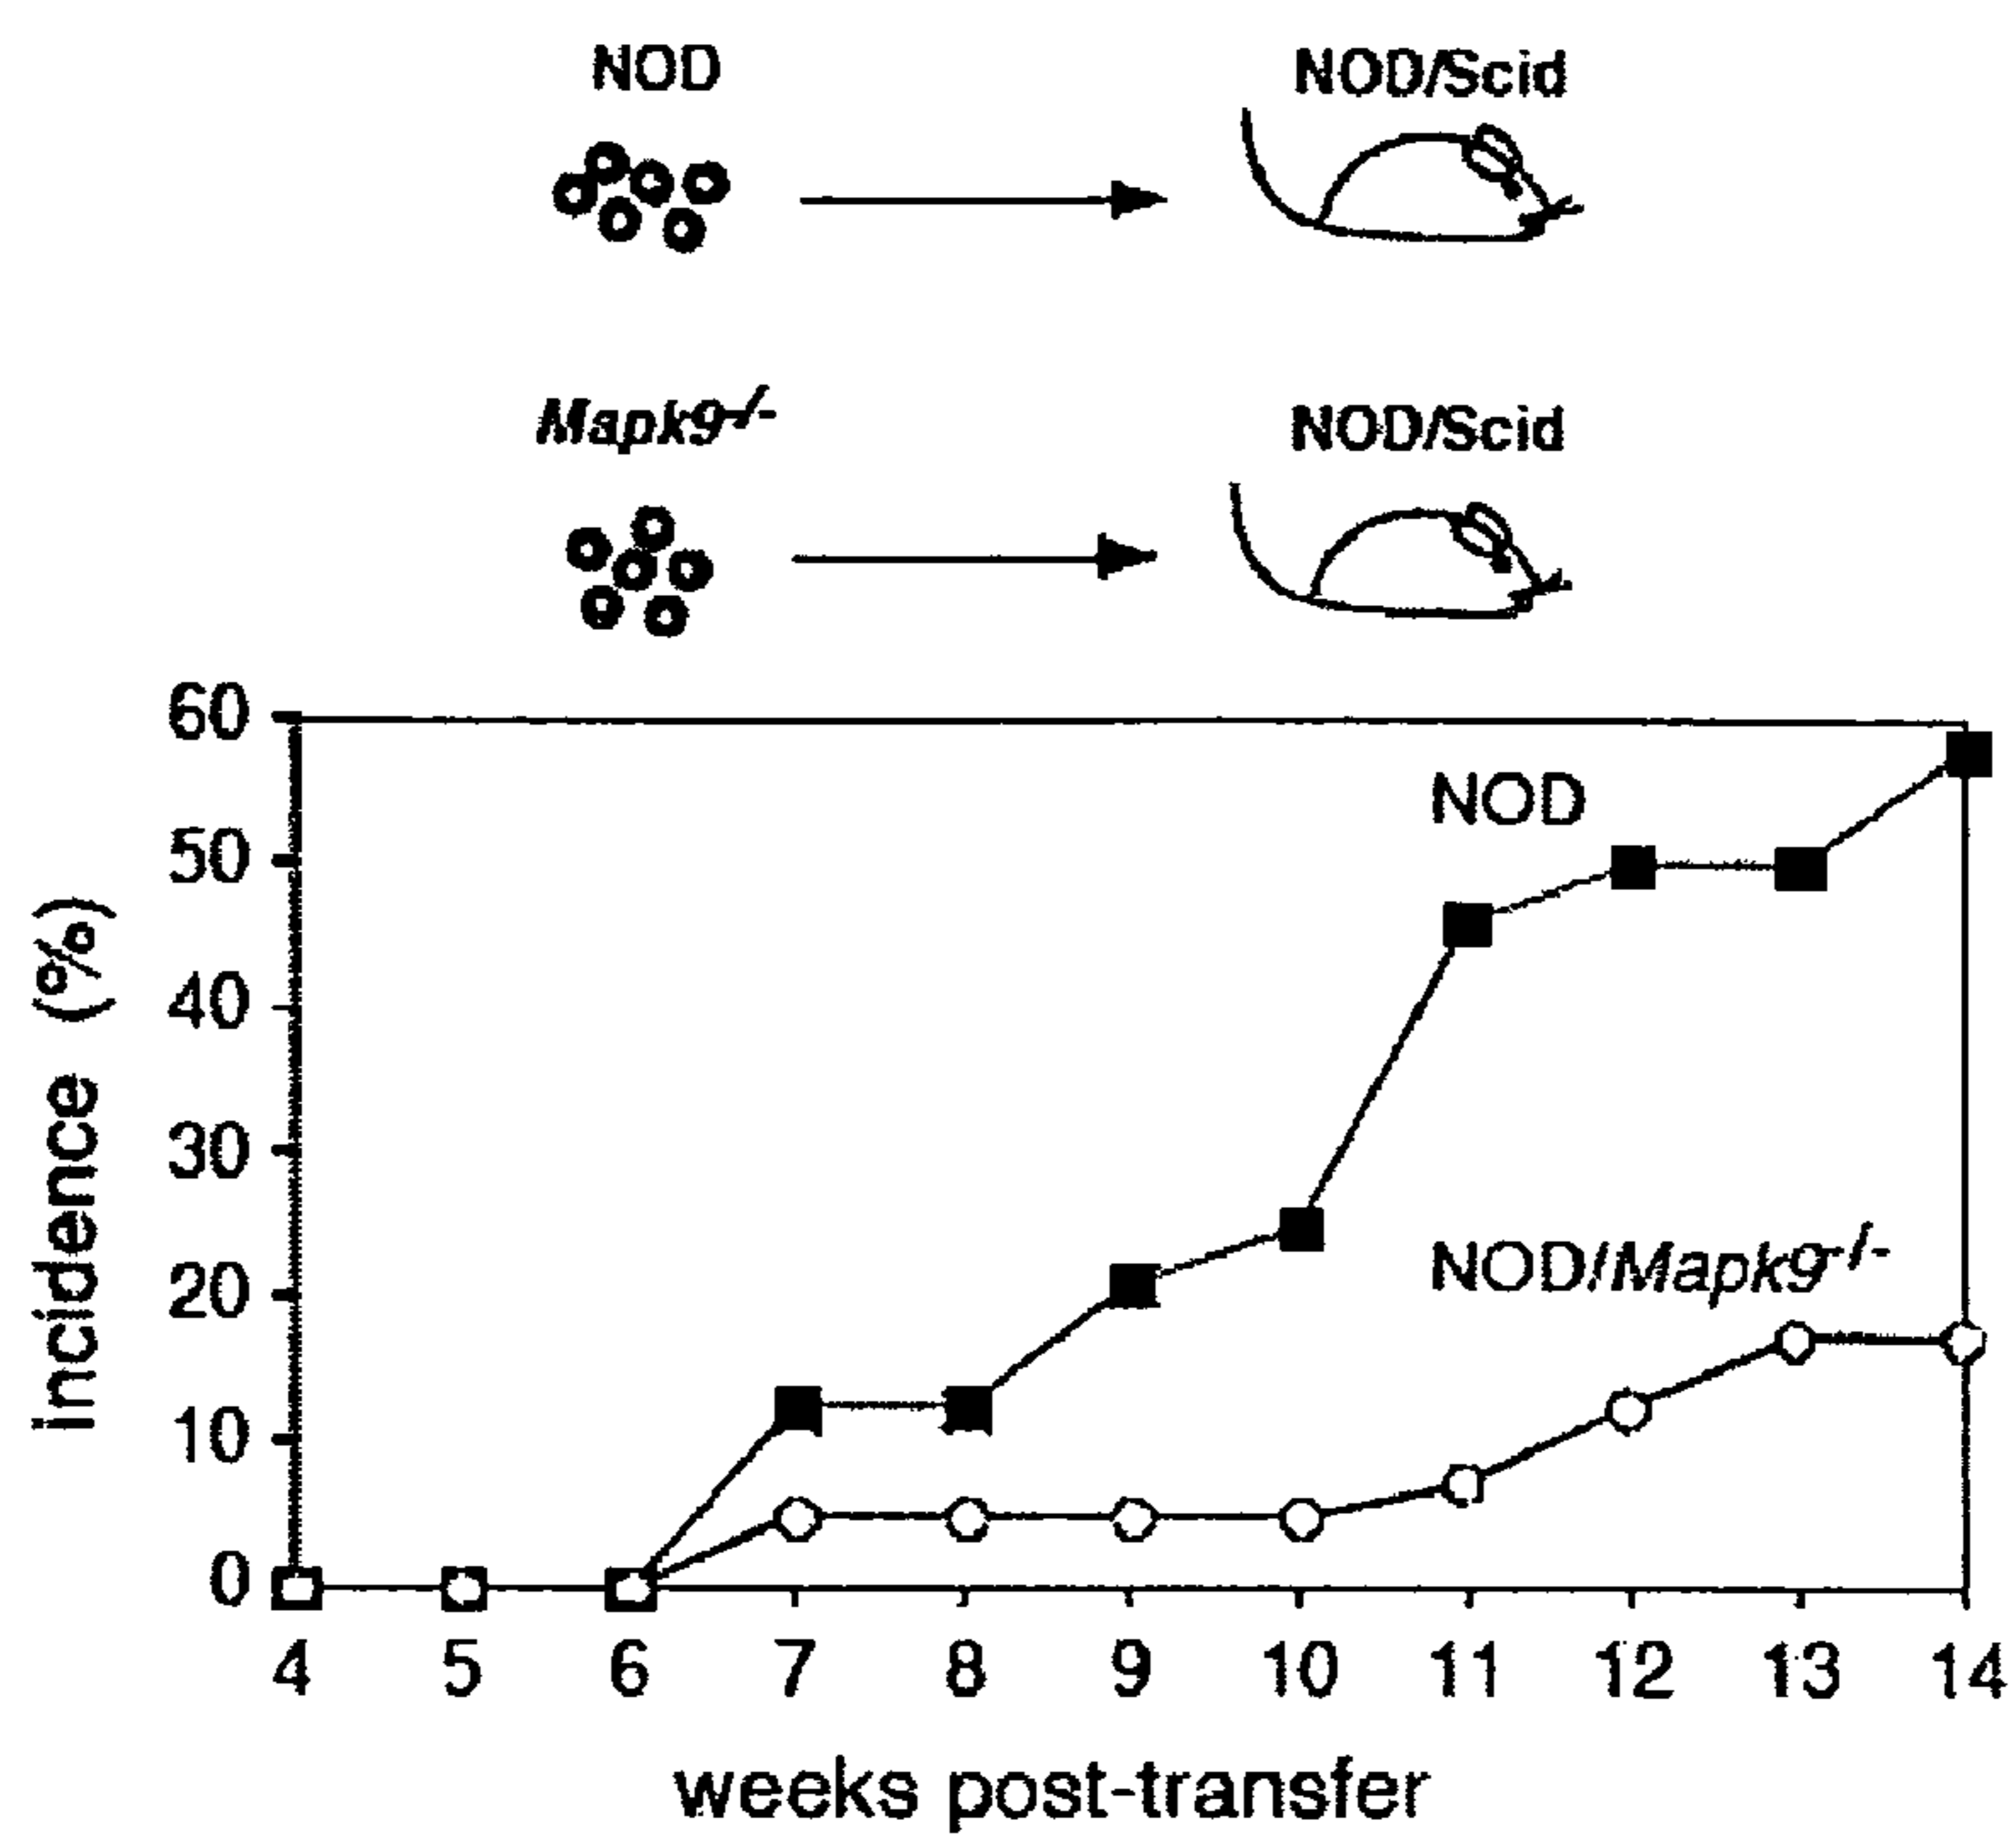 NOD NOD/Scid
Mapk9-/- NOD/Scid
60
50
40
30
20
10
0
incidence (%)
NOD
NOD/Mapk9-/-
4 5 6 7 8 9 10 11 12 13 14
weeks post-transfer